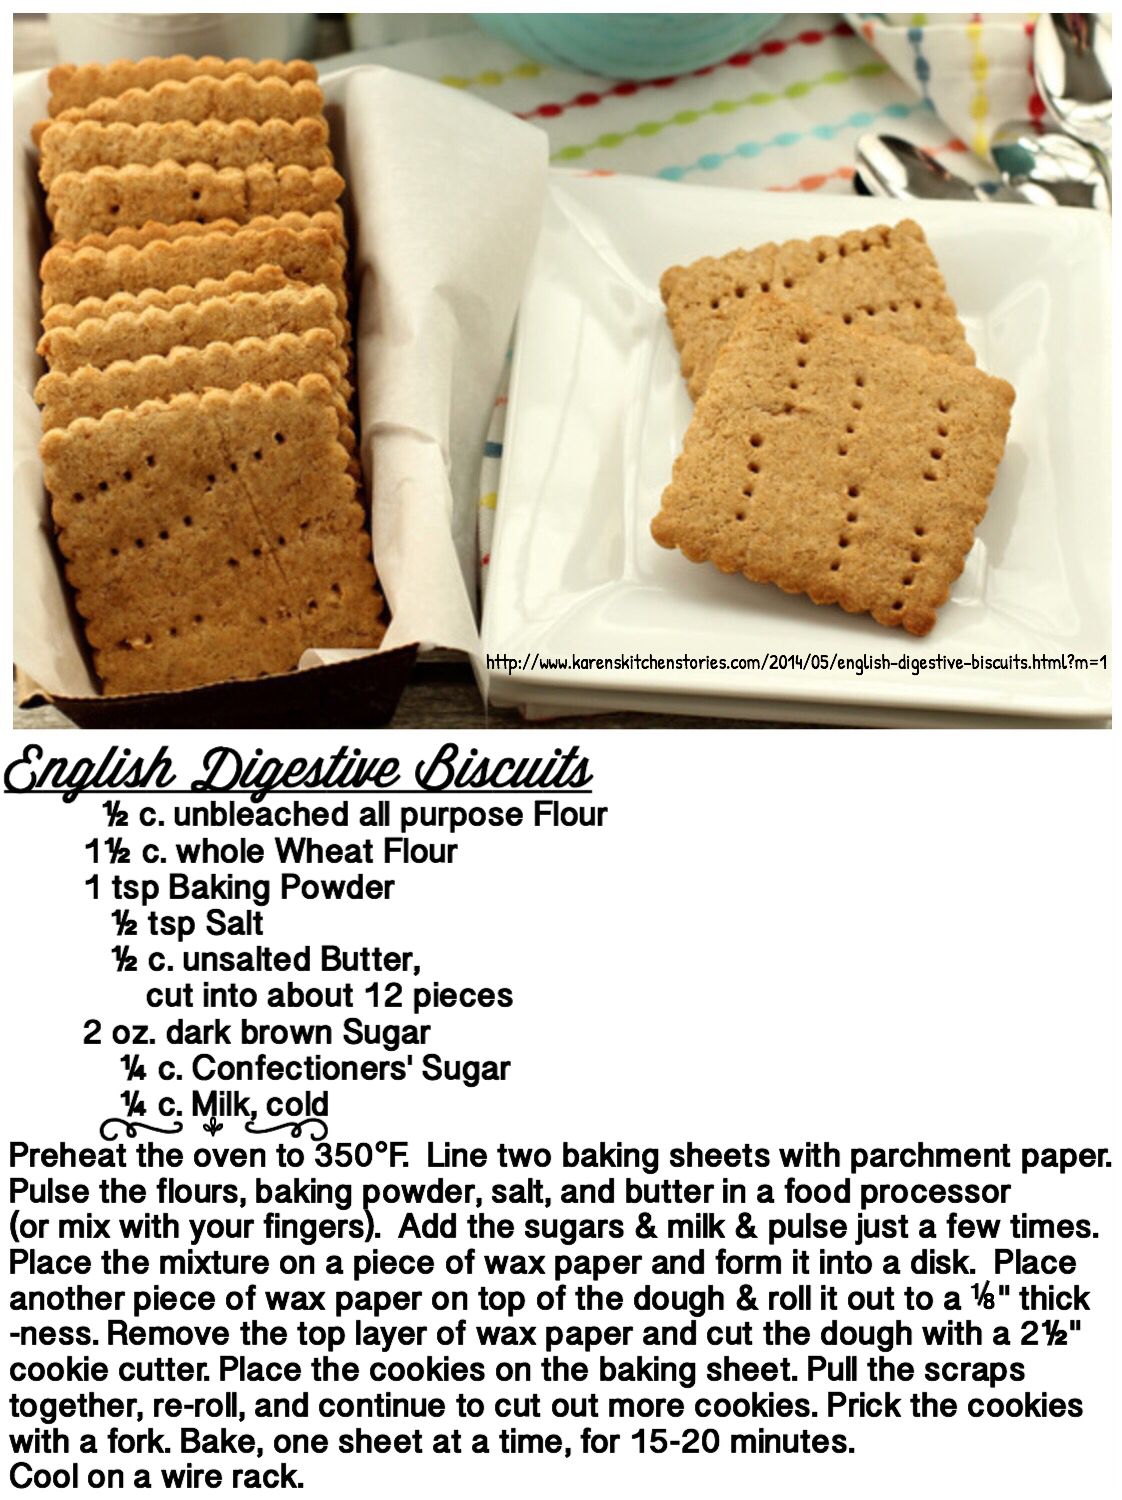 http://www.karenskitchenstories.com/2014/05/english-digestive-biscuits.html?m=1
English Digestive Biscuits
½ c. unbleached all purpose Flour
1½ c. whole Wheat Flour
1 tsp Baking Powder
½ tsp Salt
½ c. unsalted Butter,
cut into about 12 pieces
2 oz. dark brown Sugar
¼ c. Confectioners' Sugar
¼ c. Milk, cold
Preheat the oven to 350°F. Line two baking sheets with parchment paper.
Pulse the flours, baking powder, salt, and butter in a food processor
(or mix with your fingers). Add the sugars & milk & pulse just a few times.
Place the mixture on a piece of wax paper and form it into a disk. Place
another piece of wax paper on top of the dough & roll it out to a ⅛" thick
-ness. Remove the top layer of wax paper and cut the dough with a 2½"
cookie cutter. Place the cookies on the baking sheet. Pull the scraps
together, re-roll, and continue to cut out more cookies. Prick the cookies
with a fork. Bake, one sheet at a time, for 15-20 minutes.
Cool on a wire rack.